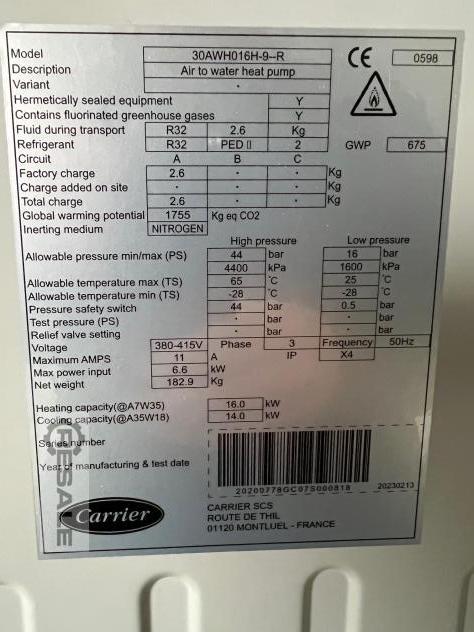 Model 30AWH016H-9--R
CE 0598
Description Air to water heat pump
Variant .
Hermetically sealed equipment Y
Contains fluorinated greenhouse gases Y
Fluid during transport R32 2.6 Kg
Refrigerant R32 PED II 2 GWP 675
Circuit A B C
Factory charge 2.6 . . Kg
Charge added on site . . . Kg
Total charge 2.6 . . Kg
Global warming potential 1755 Kg eq CO2
Inerting medium NITROGEN
High pressure Low pressure
Allowable pressure min/max (PS) 44 bar 16 bar
4400 kPa 1600 kPa
Allowable temperature max (TS) 65 °C 25 °C
Allowable temperature min (TS) -28 °C -28 °C
Pressure safety switch 44 bar 0.5 bar
Test pressure (PS) . bar . bar
Relief valve setting . bar . bar
Voltage 380-415V Phase 3 Frequency 50Hz
Maximum AMPS 11 A IP X4
Max power input 6.6 kW
Net weight 182.9 Kg
Heating capacity(@A7W35) 16.0 kW
Cooling capacity(@A35W18) 14.0 kW
Series number
Year of manufacturing & test date
20200778GC07S000818 20230213
Carrier
CARRIER SCS
ROUTE DE THIL
01120 MONTLUEL - FRANCE